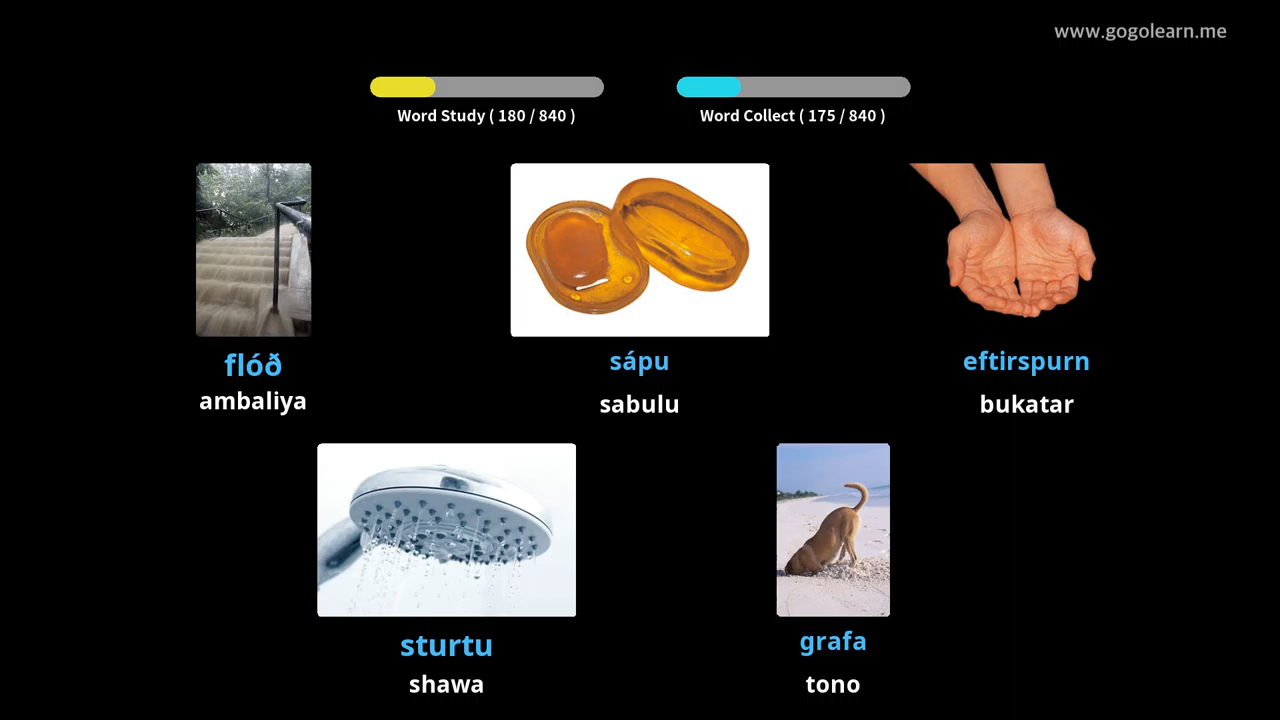 www.gogolearn.me
Word Study ( 180 / 840 )
Word Collect ( 175 / 840 )
flóð
ambaliya
sápu
sabulu
eftirspurn
bukatar
sturtu
shawa
grafa
tono